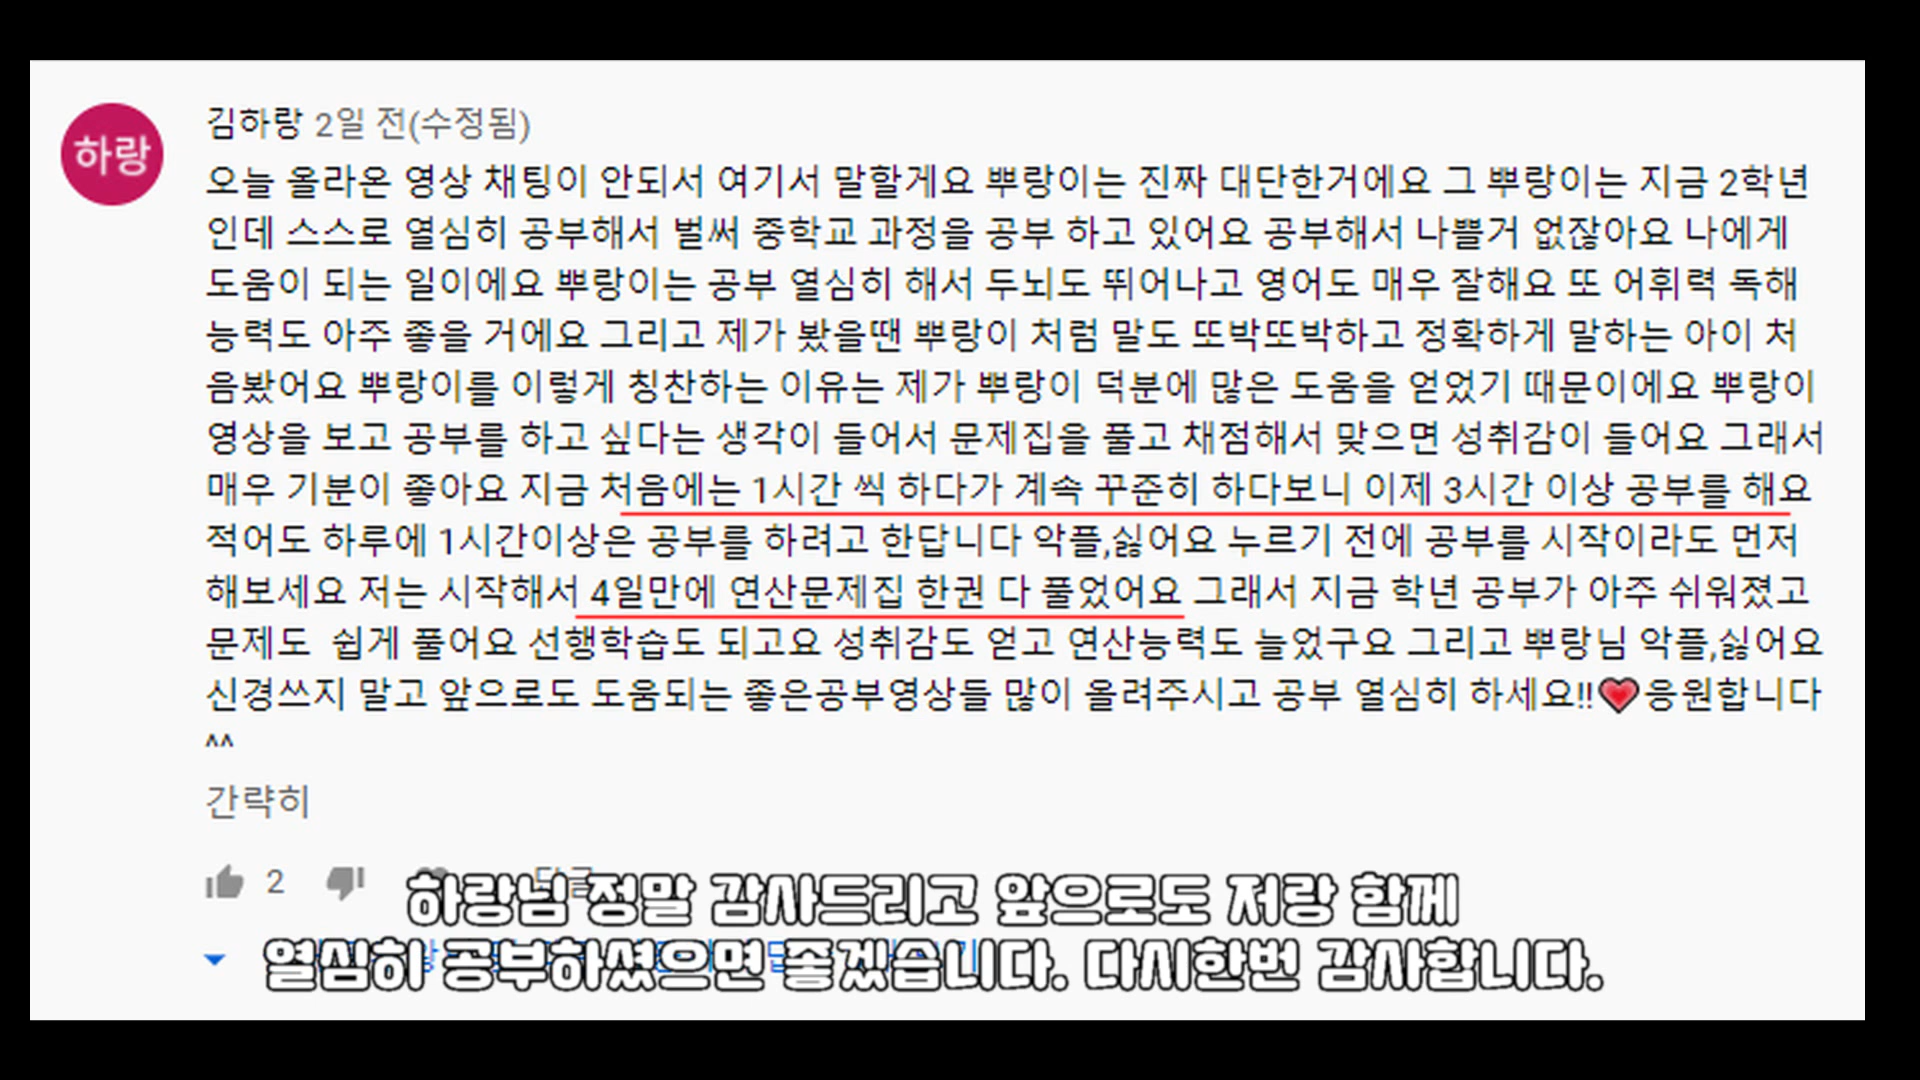 하랑
김하랑 2일 전(수정됨)
오늘 올라온 영상 채팅이 안되서 여기서 말할게요 뿌랑이는 진짜 대단한거에요 그 뿌랑이는 지금 2학년
인데 스스로 열심히 공부해서 벌써 중학교 과정을 공부 하고 있어요 공부해서 나쁠거 없잖아요 나에게
도움이 되는 일이에요 뿌랑이는 공부 열심히 해서 두뇌도 뛰어나고 영어도 매우 잘해요 또 어휘력 독해
능력도 아주 좋을 거에요 그리고 제가 봤을땐 뿌랑이 처럼 말도 또박또박하고 정확하게 말하는 아이 처
음봤어요 뿌랑이를 이렇게 칭찬하는 이유는 제가 뿌랑이 덕분에 많은 도움을 얻었기 때문이에요 뿌랑이
영상을 보고 공부를 하고 싶다는 생각이 들어서 문제집을 풀고 채점해서 맞으면 성취감이 들어요 그래서
매우 기분이 좋아요 지금 처음에는 1시간 씩 하다가 계속 꾸준히 하다보니 이제 3시간 이상 공부를 해요
적어도 하루에 1시간이상은 공부를 하려고 한답니다 악플,싫어요 누르기 전에 공부를 시작이라도 먼저
해보세요 저는 시작해서 4일만에 연산문제집 한권 다 풀었어요 그래서 지금 학년 공부가 아주 쉬워졌고
문제도  쉽게 풀어요 선행학습도 되고요 성취감도 얻고 연산능력도 늘었구요 그리고 뿌랑님 악플,싫어요
신경쓰지 말고 앞으로도 도움되는 좋은공부영상들 많이 올려주시고 공부 열심히 하세요!!❤️응원합니다
^^
간략히
2
하랑님 정말 감사드리고 앞으로도 저랑 함께
열심히 공부하셨으면 좋겠습니다. 다시한번 감사합니다.